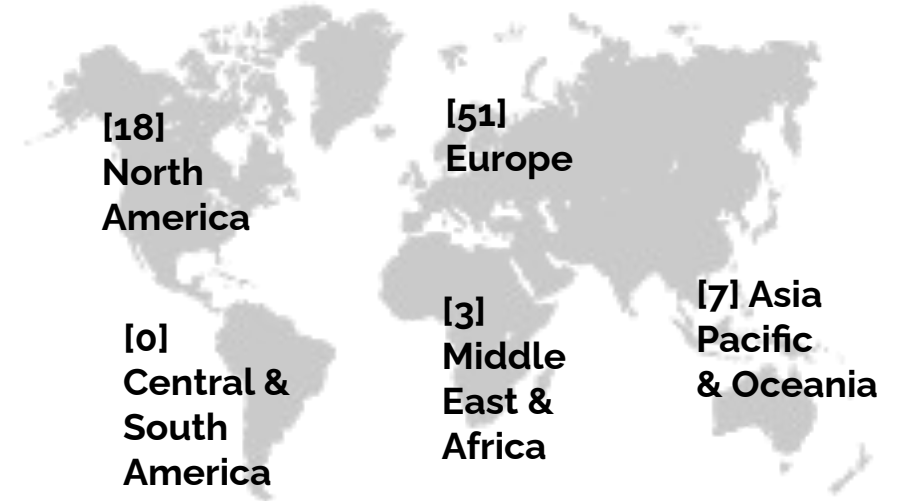 [18]
North
America
[51]
Europe
[0]
Central &
South
America
[3]
Middle
East &
Africa
[7] Asia
Pacific
& Oceania